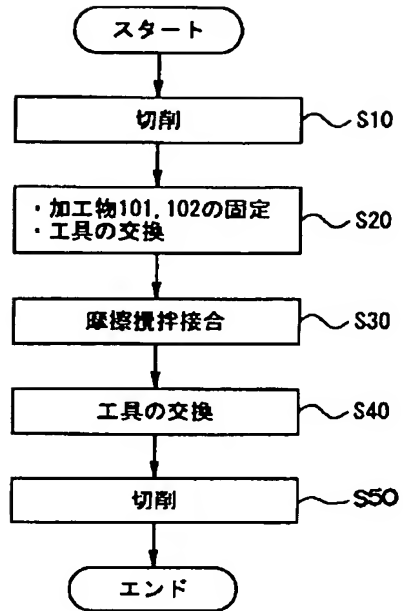 スタート
切削 S10
・加工物101,102の固定
・工具の交換 S20
摩擦攪拌接合 S30
工具の交換 S40
切削 S50
エンド